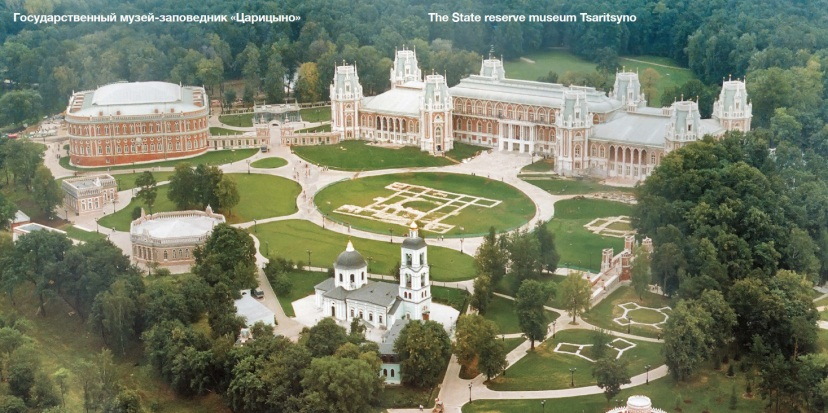 Государственный музей-заповедник «Царицыно»
The State reserve museum Tsaritsyno